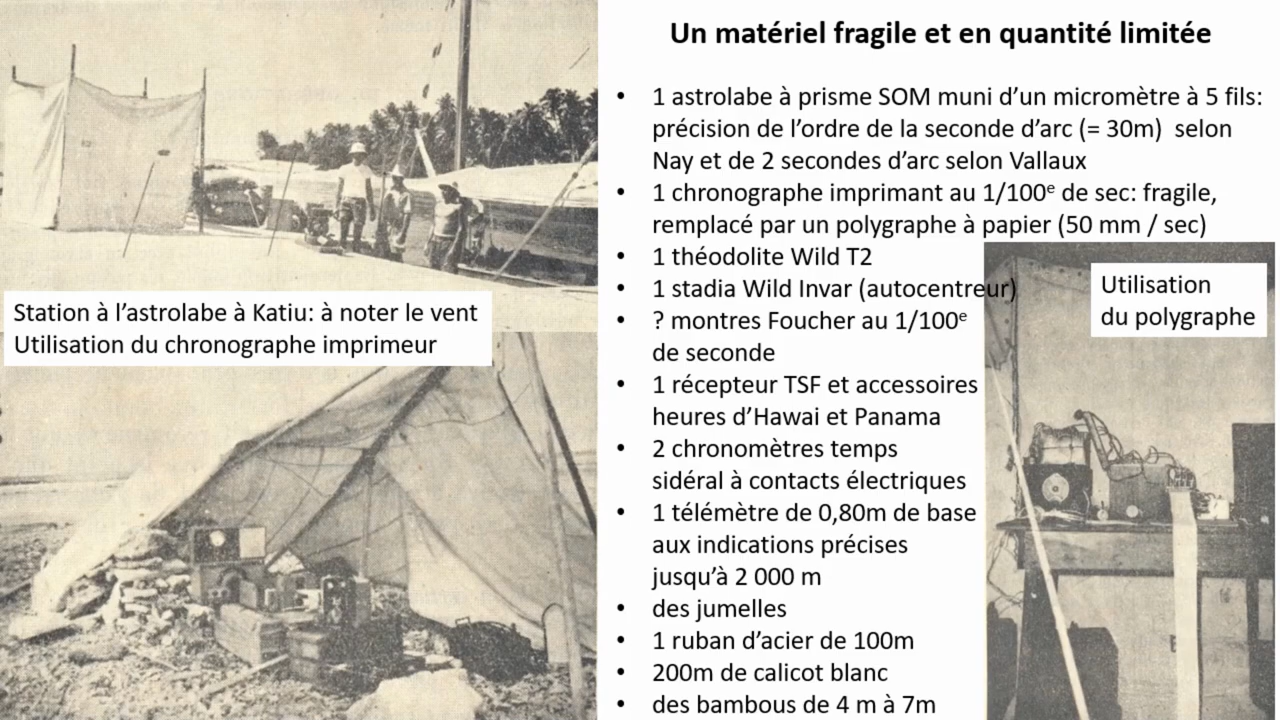 Un matériel fragile et en quantité limitée
• 1 astrolabe à prisme SOM muni d’un micromètre à 5 fils:
précision de l’ordre de la seconde d’arc (= 30m) selon
Nay et de 2 secondes d’arc selon Vallaux
• 1 chronographe imprimant au 1/100e de sec: fragile,
remplacé par un polygraphe à papier (50 mm / sec)
• 1 théodolite Wild T2
• 1 stadia Wild Invar (autocentreur)
• ? montres Foucher au 1/100e
de seconde
• 1 récepteur TSF et accessoires
heures d’Hawai et Panama
• 2 chronomètres temps
sidéral à contacts électriques
• 1 télémètre de 0,80m de base
aux indications précises
jusqu’à 2 000 m
• des jumelles
• 1 ruban d’acier de 100m
• 200m de calicot blanc
• des bambous de 4 m à 7m
Station à l’astrolabe à Katiu: à noter le vent
Utilisation du chronographe imprimeur
Utilisation
du polygraphe